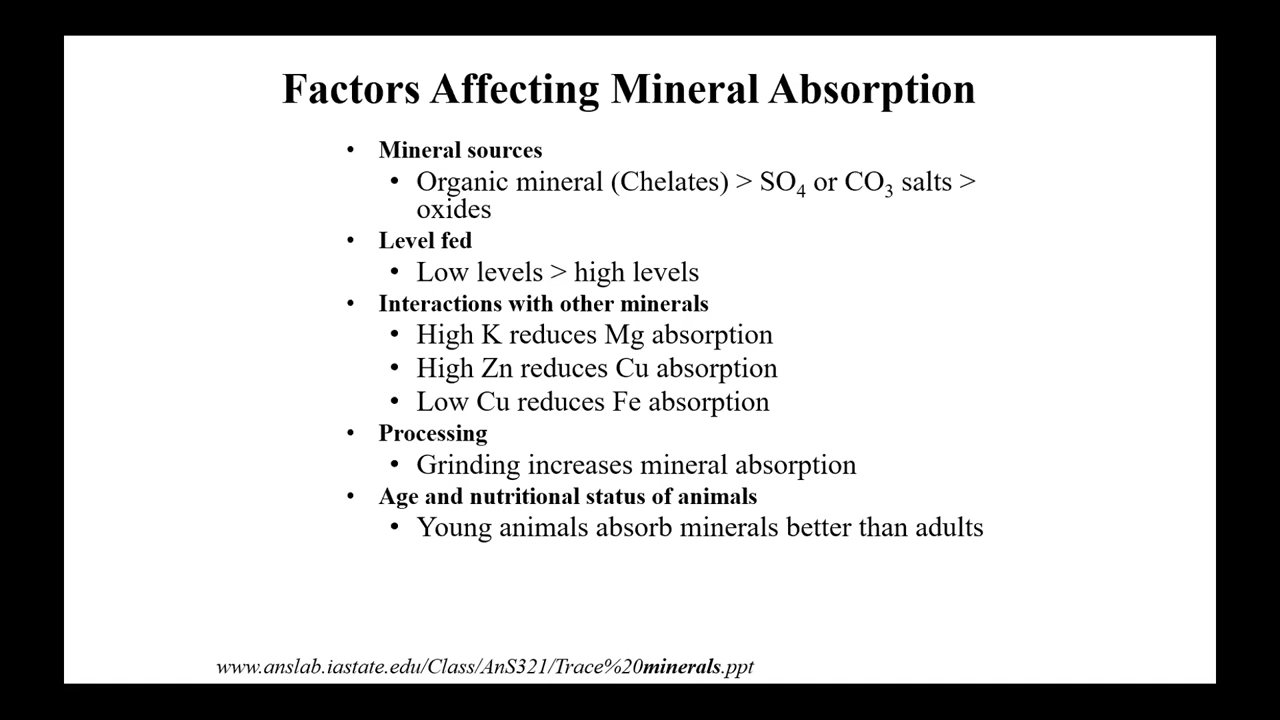 Factors Affecting Mineral Absorption
• Mineral sources
• Organic mineral (Chelates) > SO4 or CO3 salts >
oxides
• Level fed
• Low levels > high levels
• Interactions with other minerals
• High K reduces Mg absorption
• High Zn reduces Cu absorption
• Low Cu reduces Fe absorption
• Processing
• Grinding increases mineral absorption
• Age and nutritional status of animals
• Young animals absorb minerals better than adults
www.anslab.iastate.edu/Class/AnS321/Trace%20minerals.ppt